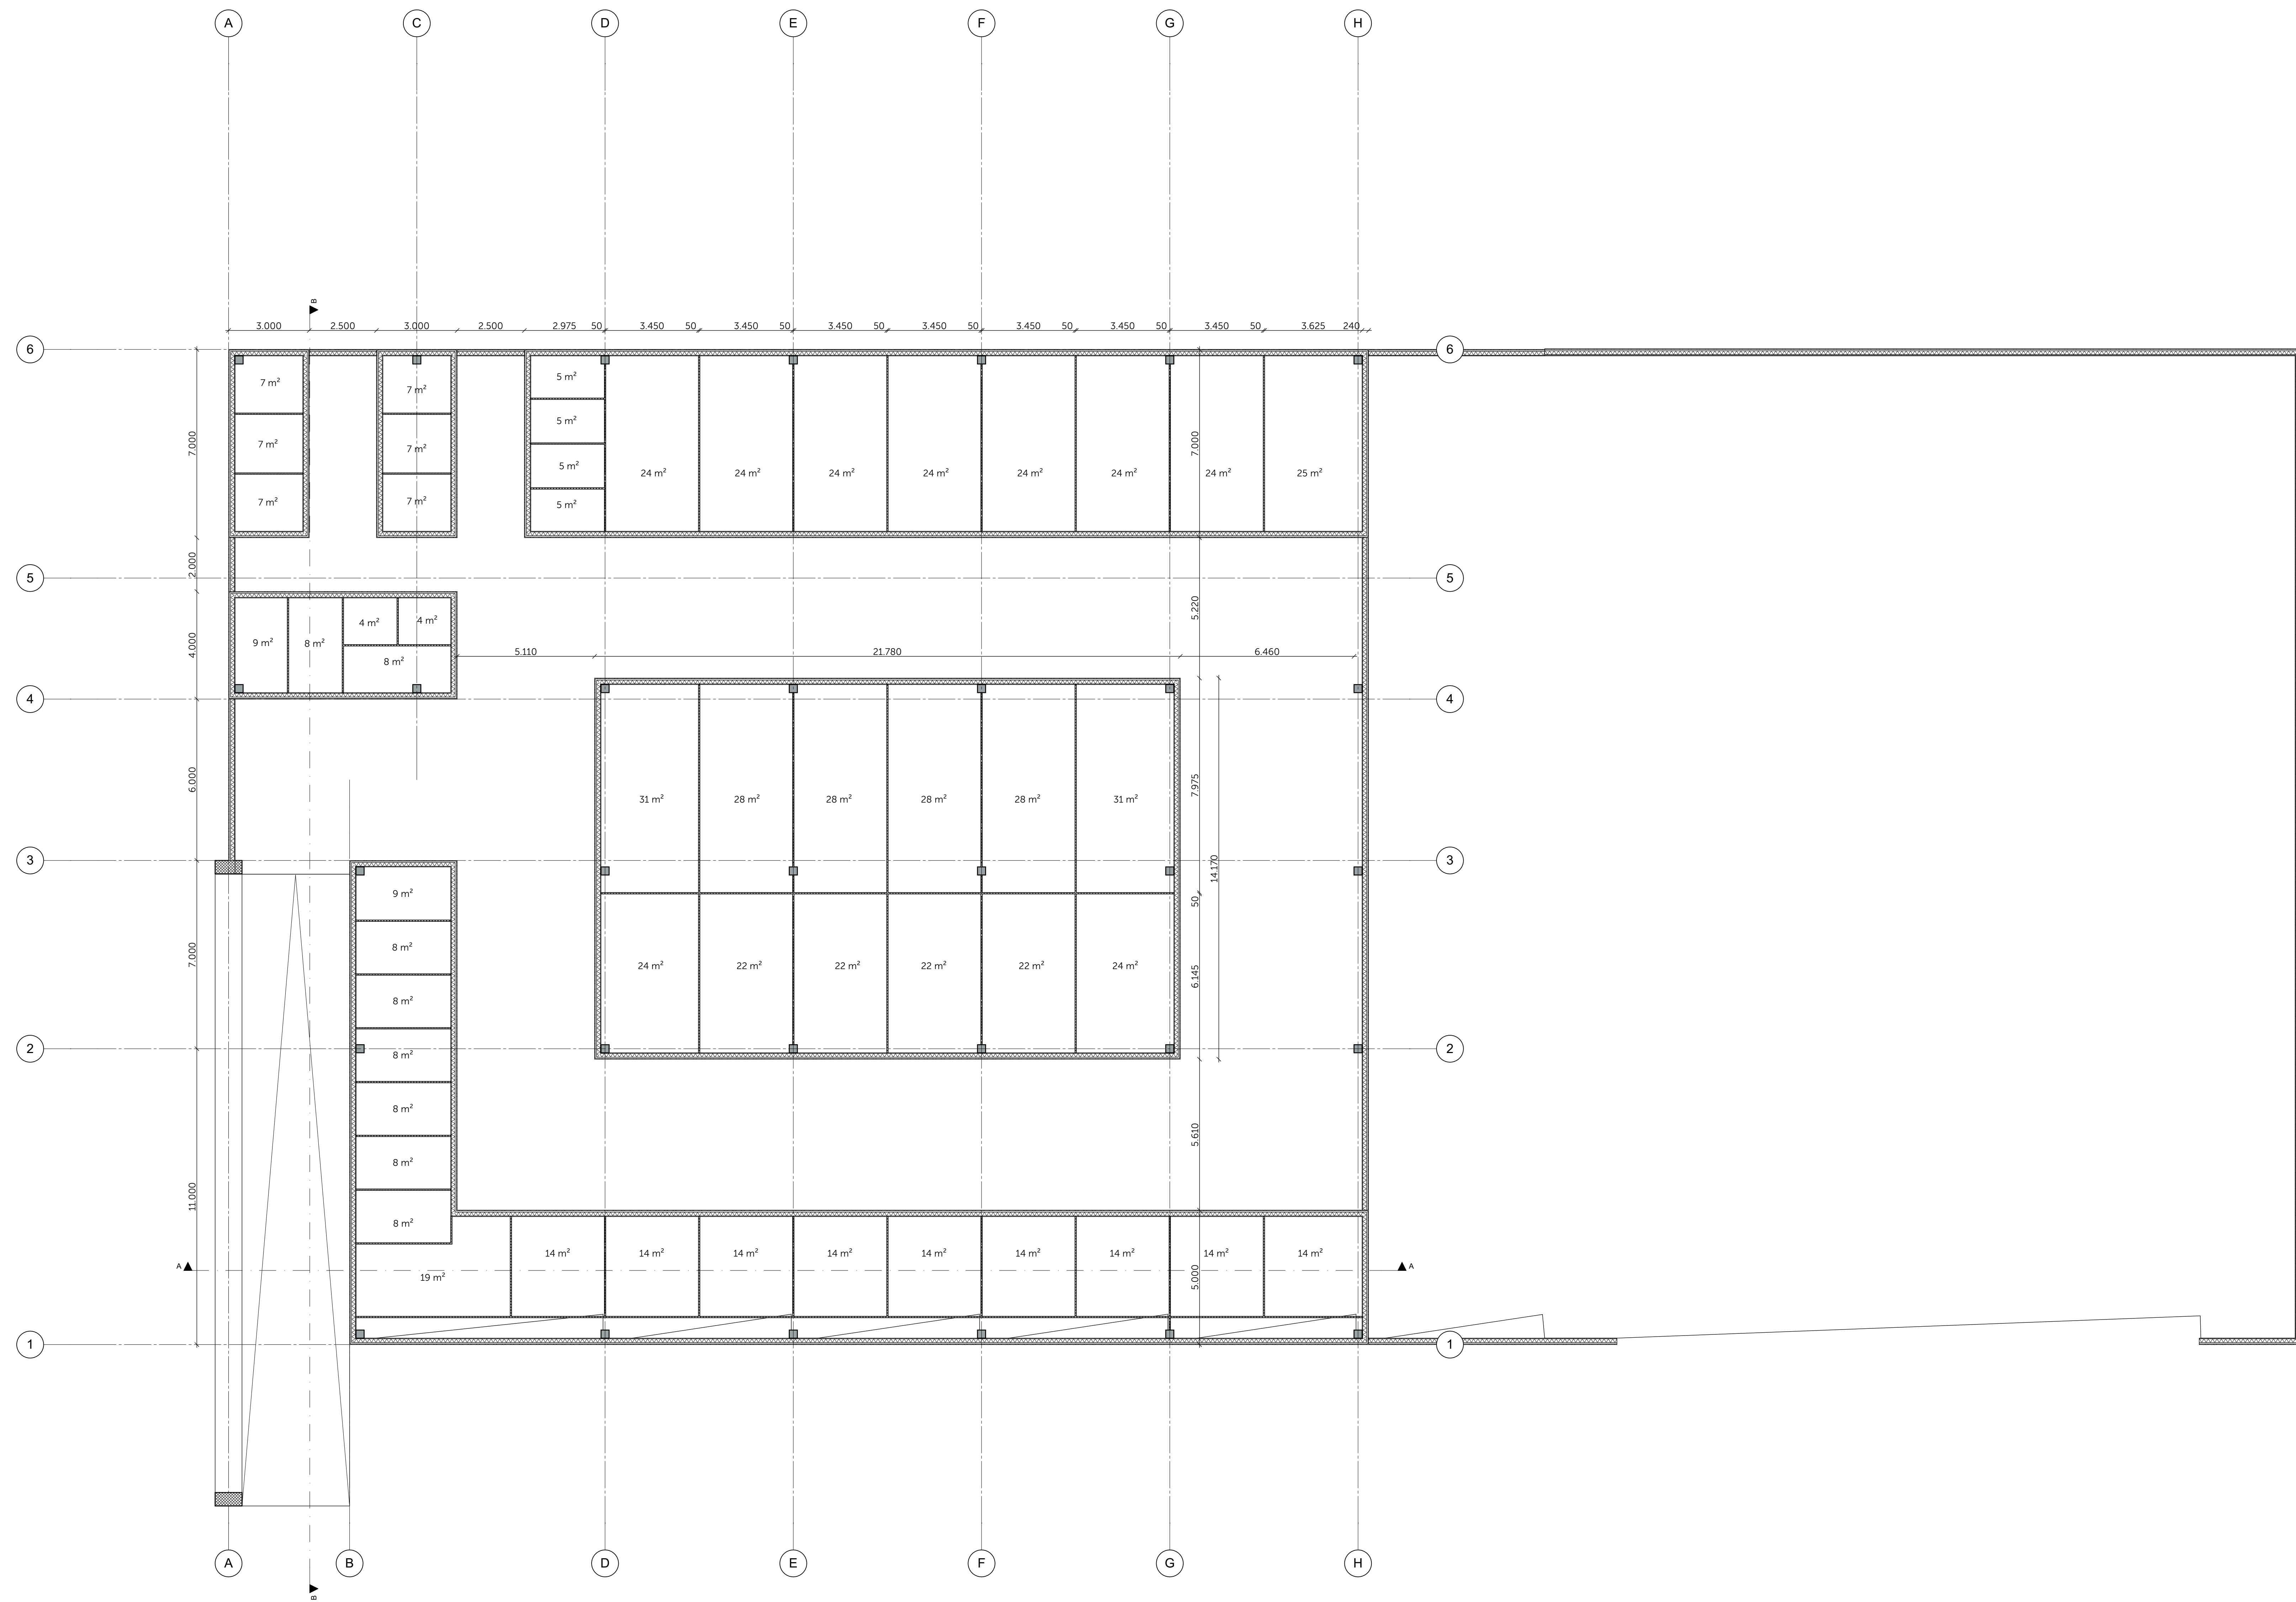 A C D E F G H
B
3.000 2.500 3.000 2.500 2.975 50 3.450 50 3.450 50 3.450 50 3.450 50 3.450 50 3.450 50 3.450 50 3.625 240
6 6
7 m² 7 m² 5 m²
7 m² 7 m² 5 m²
7.000 7.000
5 m²
24 m² 24 m² 24 m² 24 m² 24 m² 24 m² 24 m² 25 m²
7 m² 7 m² 5 m²
2.000
5 5
5.220
4 m² 4 m²
4.000 9 m² 8 m²
8 m²
5.110 21.780 6.460
4 4
6.000 7.975
31 m² 28 m² 28 m² 28 m² 28 m² 31 m²
3 3
14.170
9 m² 50
7.000 8 m²
24 m² 22 m² 22 m² 22 m² 22 m² 24 m² 6.145
8 m²
2 2
8 m²
8 m²
5.610
8 m²
11.000
8 m²
14 m² 14 m² 14 m² 14 m² 14 m² 14 m² 14 m² 14 m² 14 m²
A A
19 m² 5.000
1 1
A B D E F G H
B